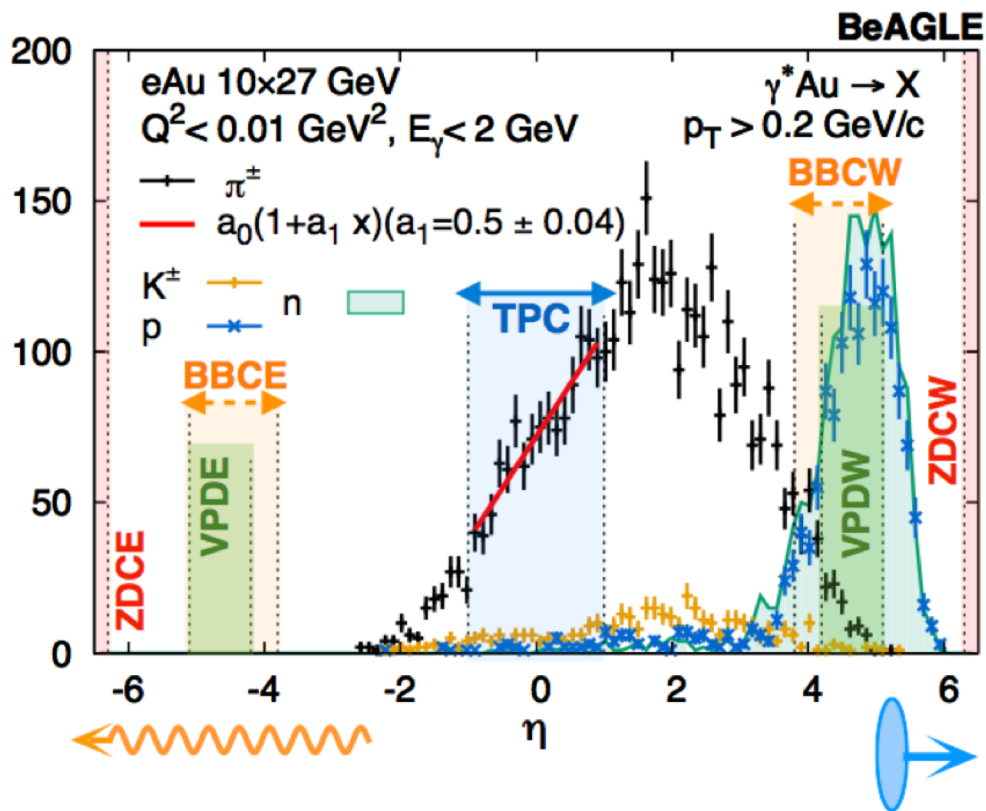 BeAGLE
200
150
100
50
0
eAu 10×27 GeV
Q²< 0.01 GeV², Eγ< 2 GeV
π±
a₀(1+a₁ x)(a₁=0.5 ± 0.04)
K±
p
n
γ*Au → X
pT > 0.2 GeV/c
BBCW
TPC
BBCE
VPDE
ZDCE
VPDW
ZDCW
-6 -4 -2 0 2 4 6
η